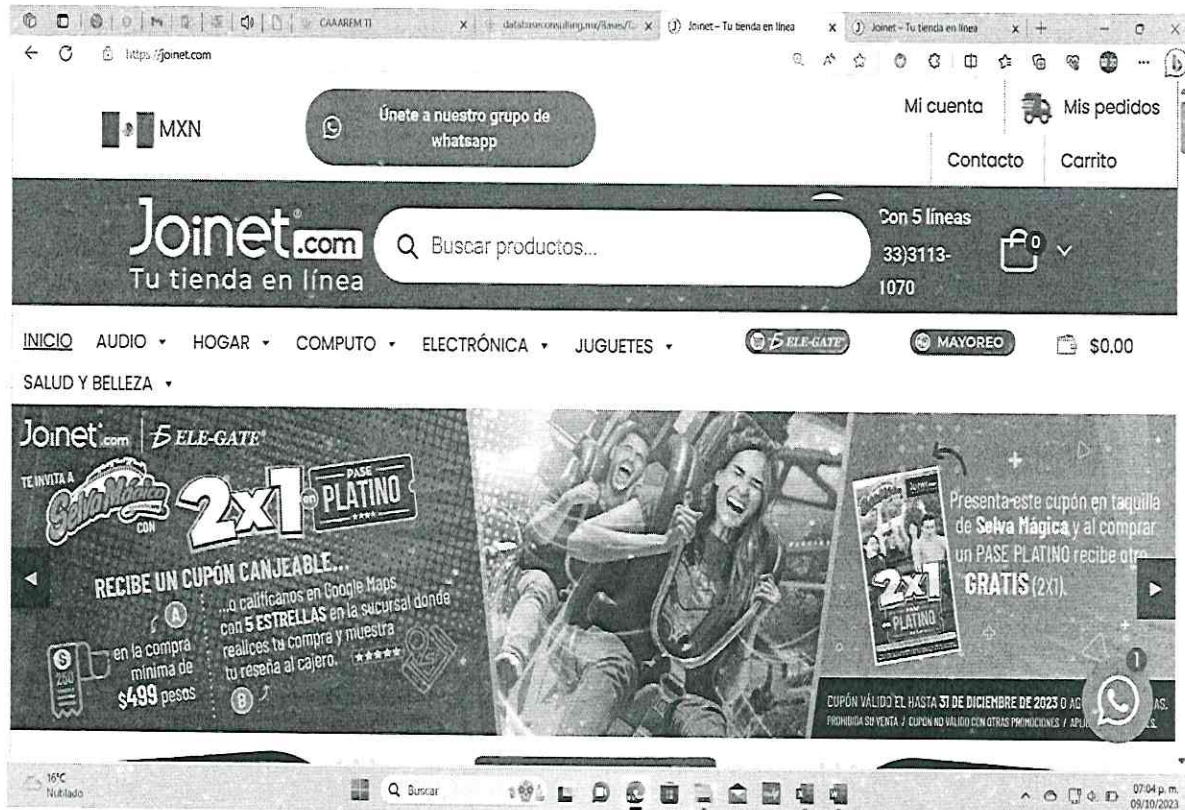 CAAAREM TI
databaseconsulting.mx/Bases/T...
Joinet – Tu tienda en línea
Joinet – Tu tienda en línea
https://joinet.com
MXN
Únete a nuestro grupo de
whatsapp
Mi cuenta
Mis pedidos
Contacto
Carrito
Joinet.com
Tu tienda en línea
Buscar productos...
Con 5 líneas
33)3113-
1070
0
INICIO
AUDIO
HOGAR
COMPUTO
ELECTRÓNICA
JUGUETES
ELE-GATE
MAYOREO
$0.00
SALUD Y BELLEZA
Joinet.com
ELE-GATE
TE INVITA A
Selva Mágica
CON
2x1 en
PASE
PLATINO
RECIBE UN CUPÓN CANJEABLE...
A
en la compra
mínima de
$499 pesos
...o califícanos en Google Maps
con 5 ESTRELLAS en la sucursal donde
realices tu compra y muestra
tu reseña al cajero.
B
2x1
PASE
PLATINO
Presenta este cupón en taquilla
de Selva Mágica y al comprar
un PASE PLATINO recibe otro
GRATIS (2X1).
1
CUPÓN VÁLIDO EL HASTA 31 DE DICIEMBRE DE 2023 O
PROHIBIDA SU VENTA / CUPÓN NO VÁLIDO CON OTRAS PROMOCIONES /
16°C
Nublado
Buscar
07:04 p. m.
09/10/2023